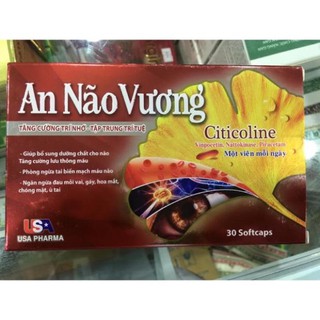 An Não Vương
TĂNG CƯỜNG TRÍ NHỚ - TẬP TRUNG TRÍ TUỆ
Citicoline
Vinpocetin, Nattokinase, Piracetam
Một viên mỗi ngày
- Giúp bổ sung dưỡng chất cho não
Tăng cường lưu thông máu
- Phòng ngừa tai biến mạch máu não
- Ngăn ngừa đau mỏi vai, gáy, hoa mắt,
chóng mặt, ù tai
USA
USA PHARMA
30 Softcaps